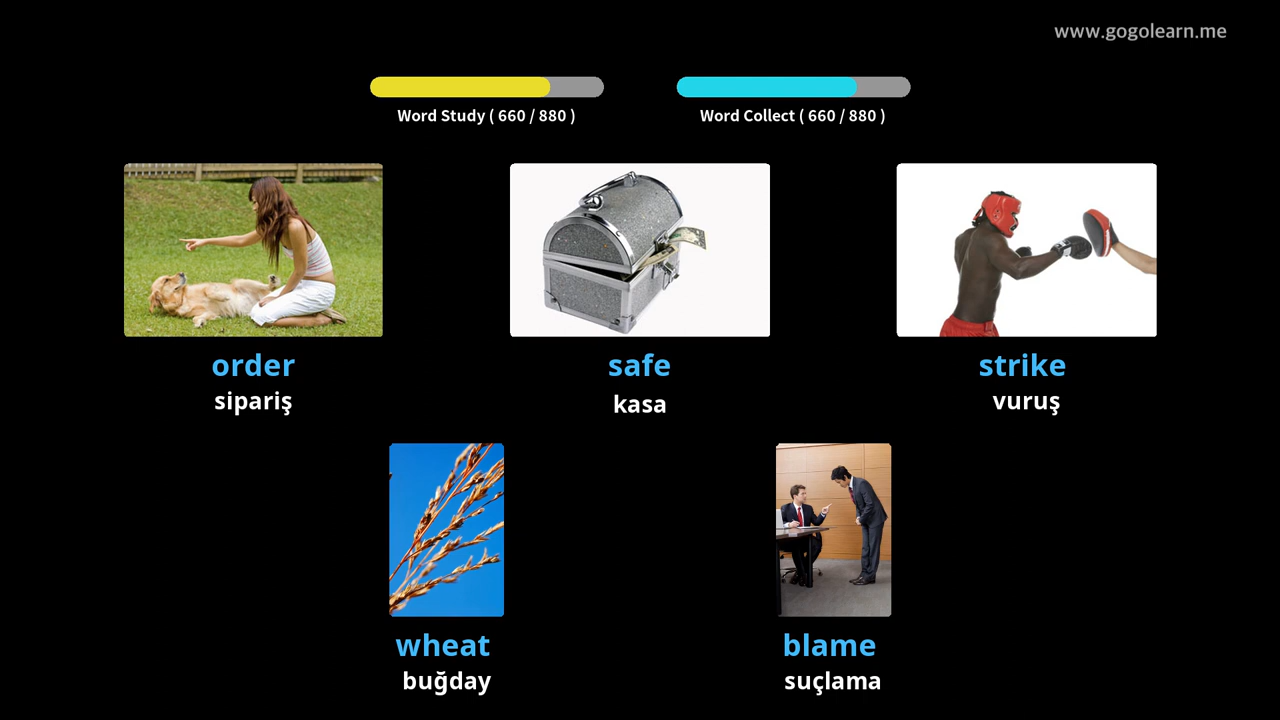 www.gogolearn.me
Word Study ( 660 / 880 )
Word Collect ( 660 / 880 )
order
sipariş
safe
kasa
strike
vuruş
wheat
buğday
blame
suçlama